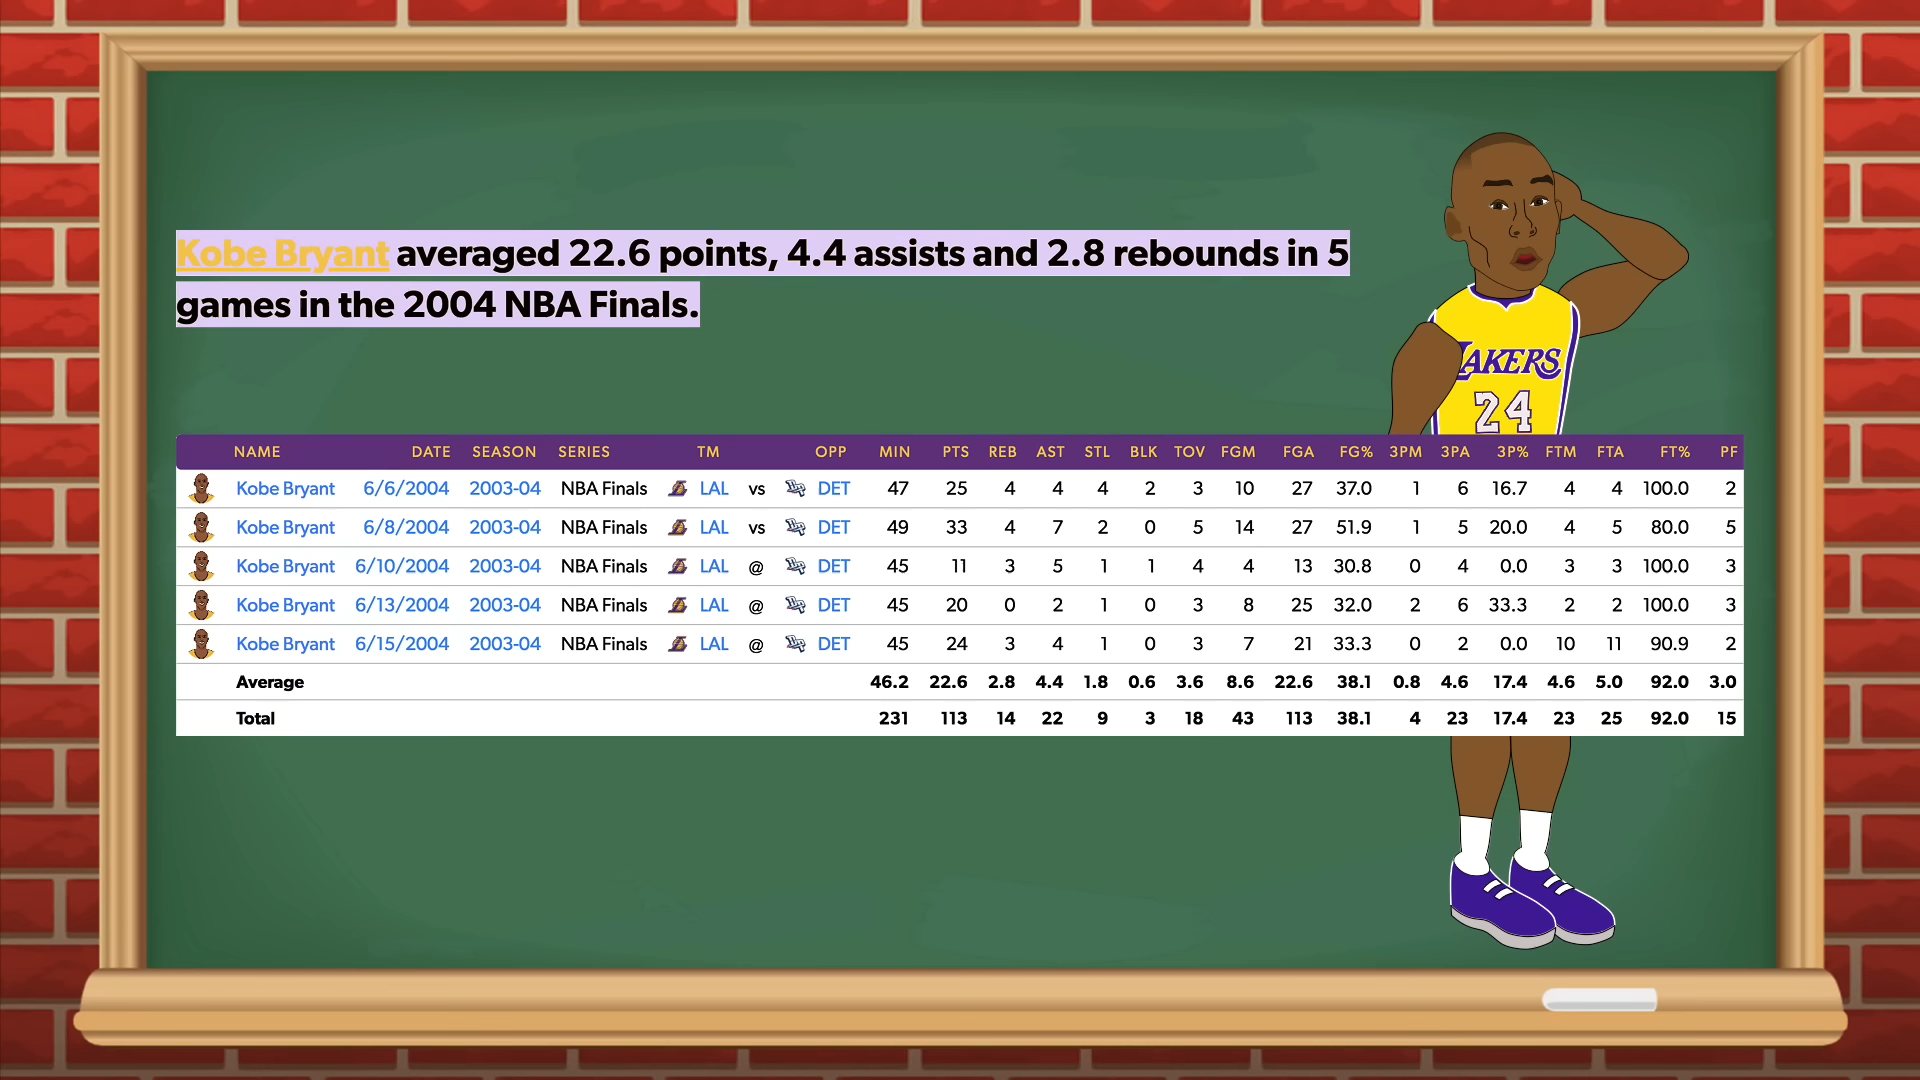 Kobe Bryant averaged 22.6 points, 4.4 assists and 2.8 rebounds in 5
games in the 2004 NBA Finals.
LAKERS
24
NAME DATE SEASON SERIES TM OPP MIN PTS REB AST STL BLK TOV FGM FGA FG% 3PM 3PA 3P% FTM FTA FT% PF
Kobe Bryant 6/6/2004 2003-04 NBA Finals LAL vs DET 47 25 4 4 4 2 3 10 27 37.0 1 6 16.7 4 4 100.0 2
Kobe Bryant 6/8/2004 2003-04 NBA Finals LAL vs DET 49 33 4 7 2 0 5 14 27 51.9 1 5 20.0 4 5 80.0 5
Kobe Bryant 6/10/2004 2003-04 NBA Finals LAL @ DET 45 11 3 5 1 1 4 4 13 30.8 0 4 0.0 3 3 100.0 3
Kobe Bryant 6/13/2004 2003-04 NBA Finals LAL @ DET 45 20 0 2 1 0 3 8 25 32.0 2 6 33.3 2 2 100.0 3
Kobe Bryant 6/15/2004 2003-04 NBA Finals LAL @ DET 45 24 3 4 1 0 3 7 21 33.3 0 2 0.0 10 11 90.9 2
Average 46.2 22.6 2.8 4.4 1.8 0.6 3.6 8.6 22.6 38.1 0.8 4.6 17.4 4.6 5.0 92.0 3.0
Total 231 113 14 22 9 3 18 43 113 38.1 4 23 17.4 23 25 92.0 15